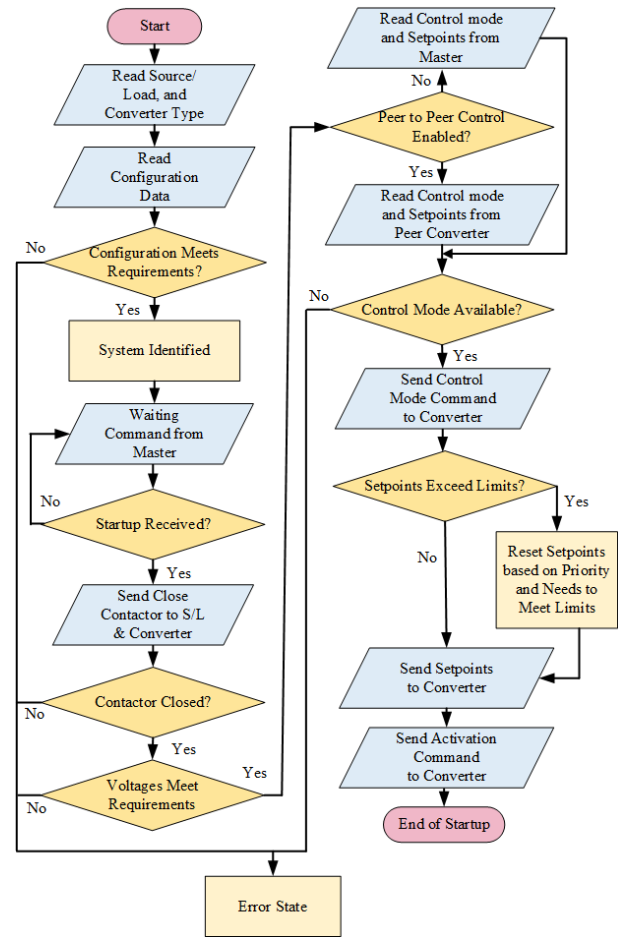 Start
Read Source/
Load, and
Converter Type
Read
Configuration
Data
No
Configuration Meets
Requirements?
Yes
System Identified
Waiting
Command from
Master
No
Startup Received?
Yes
Send Close
Contactor to S/L
& Converter
Contactor Closed?
No
Yes
Yes
Voltages Meet
Requirements
No
Error State
Read Control mode
and Setpoints from
Master
No
Peer to Peer Control
Enabled?
Yes
Read Control mode
and Setpoints from
Peer Converter
No
Control Mode Available?
Yes
Send Control
Mode Command
to Converter
Setpoints Exceed Limits?
Yes
No
Reset Setpoints
based on Priority
and Needs to
Meet Limits
Send Setpoints
to Converter
Send Activation
Command
to Converter
End of Startup